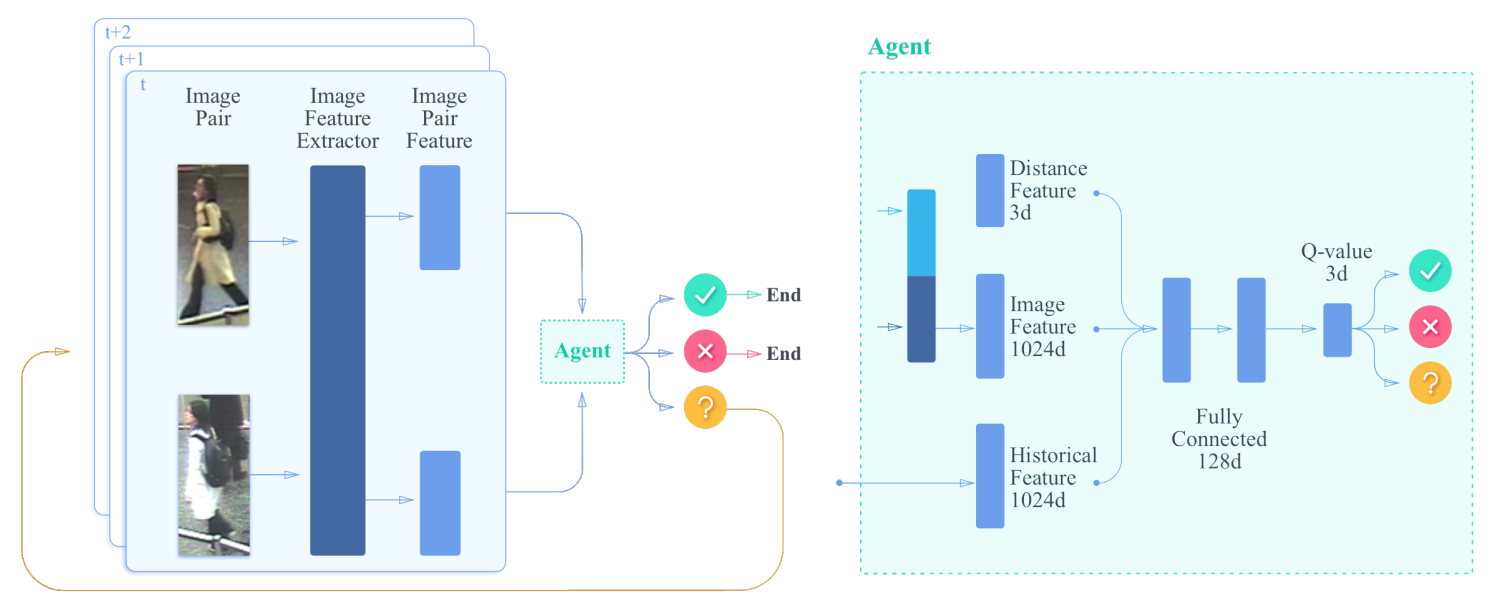 t+2
t+1
t
Image
Pair
Image
Feature
Extractor
Image
Pair
Feature
Agent
End
End
?
Agent
Distance
Feature
3d
Image
Feature
1024d
Historical
Feature
1024d
Fully
Connected
128d
Q-value
3d
?